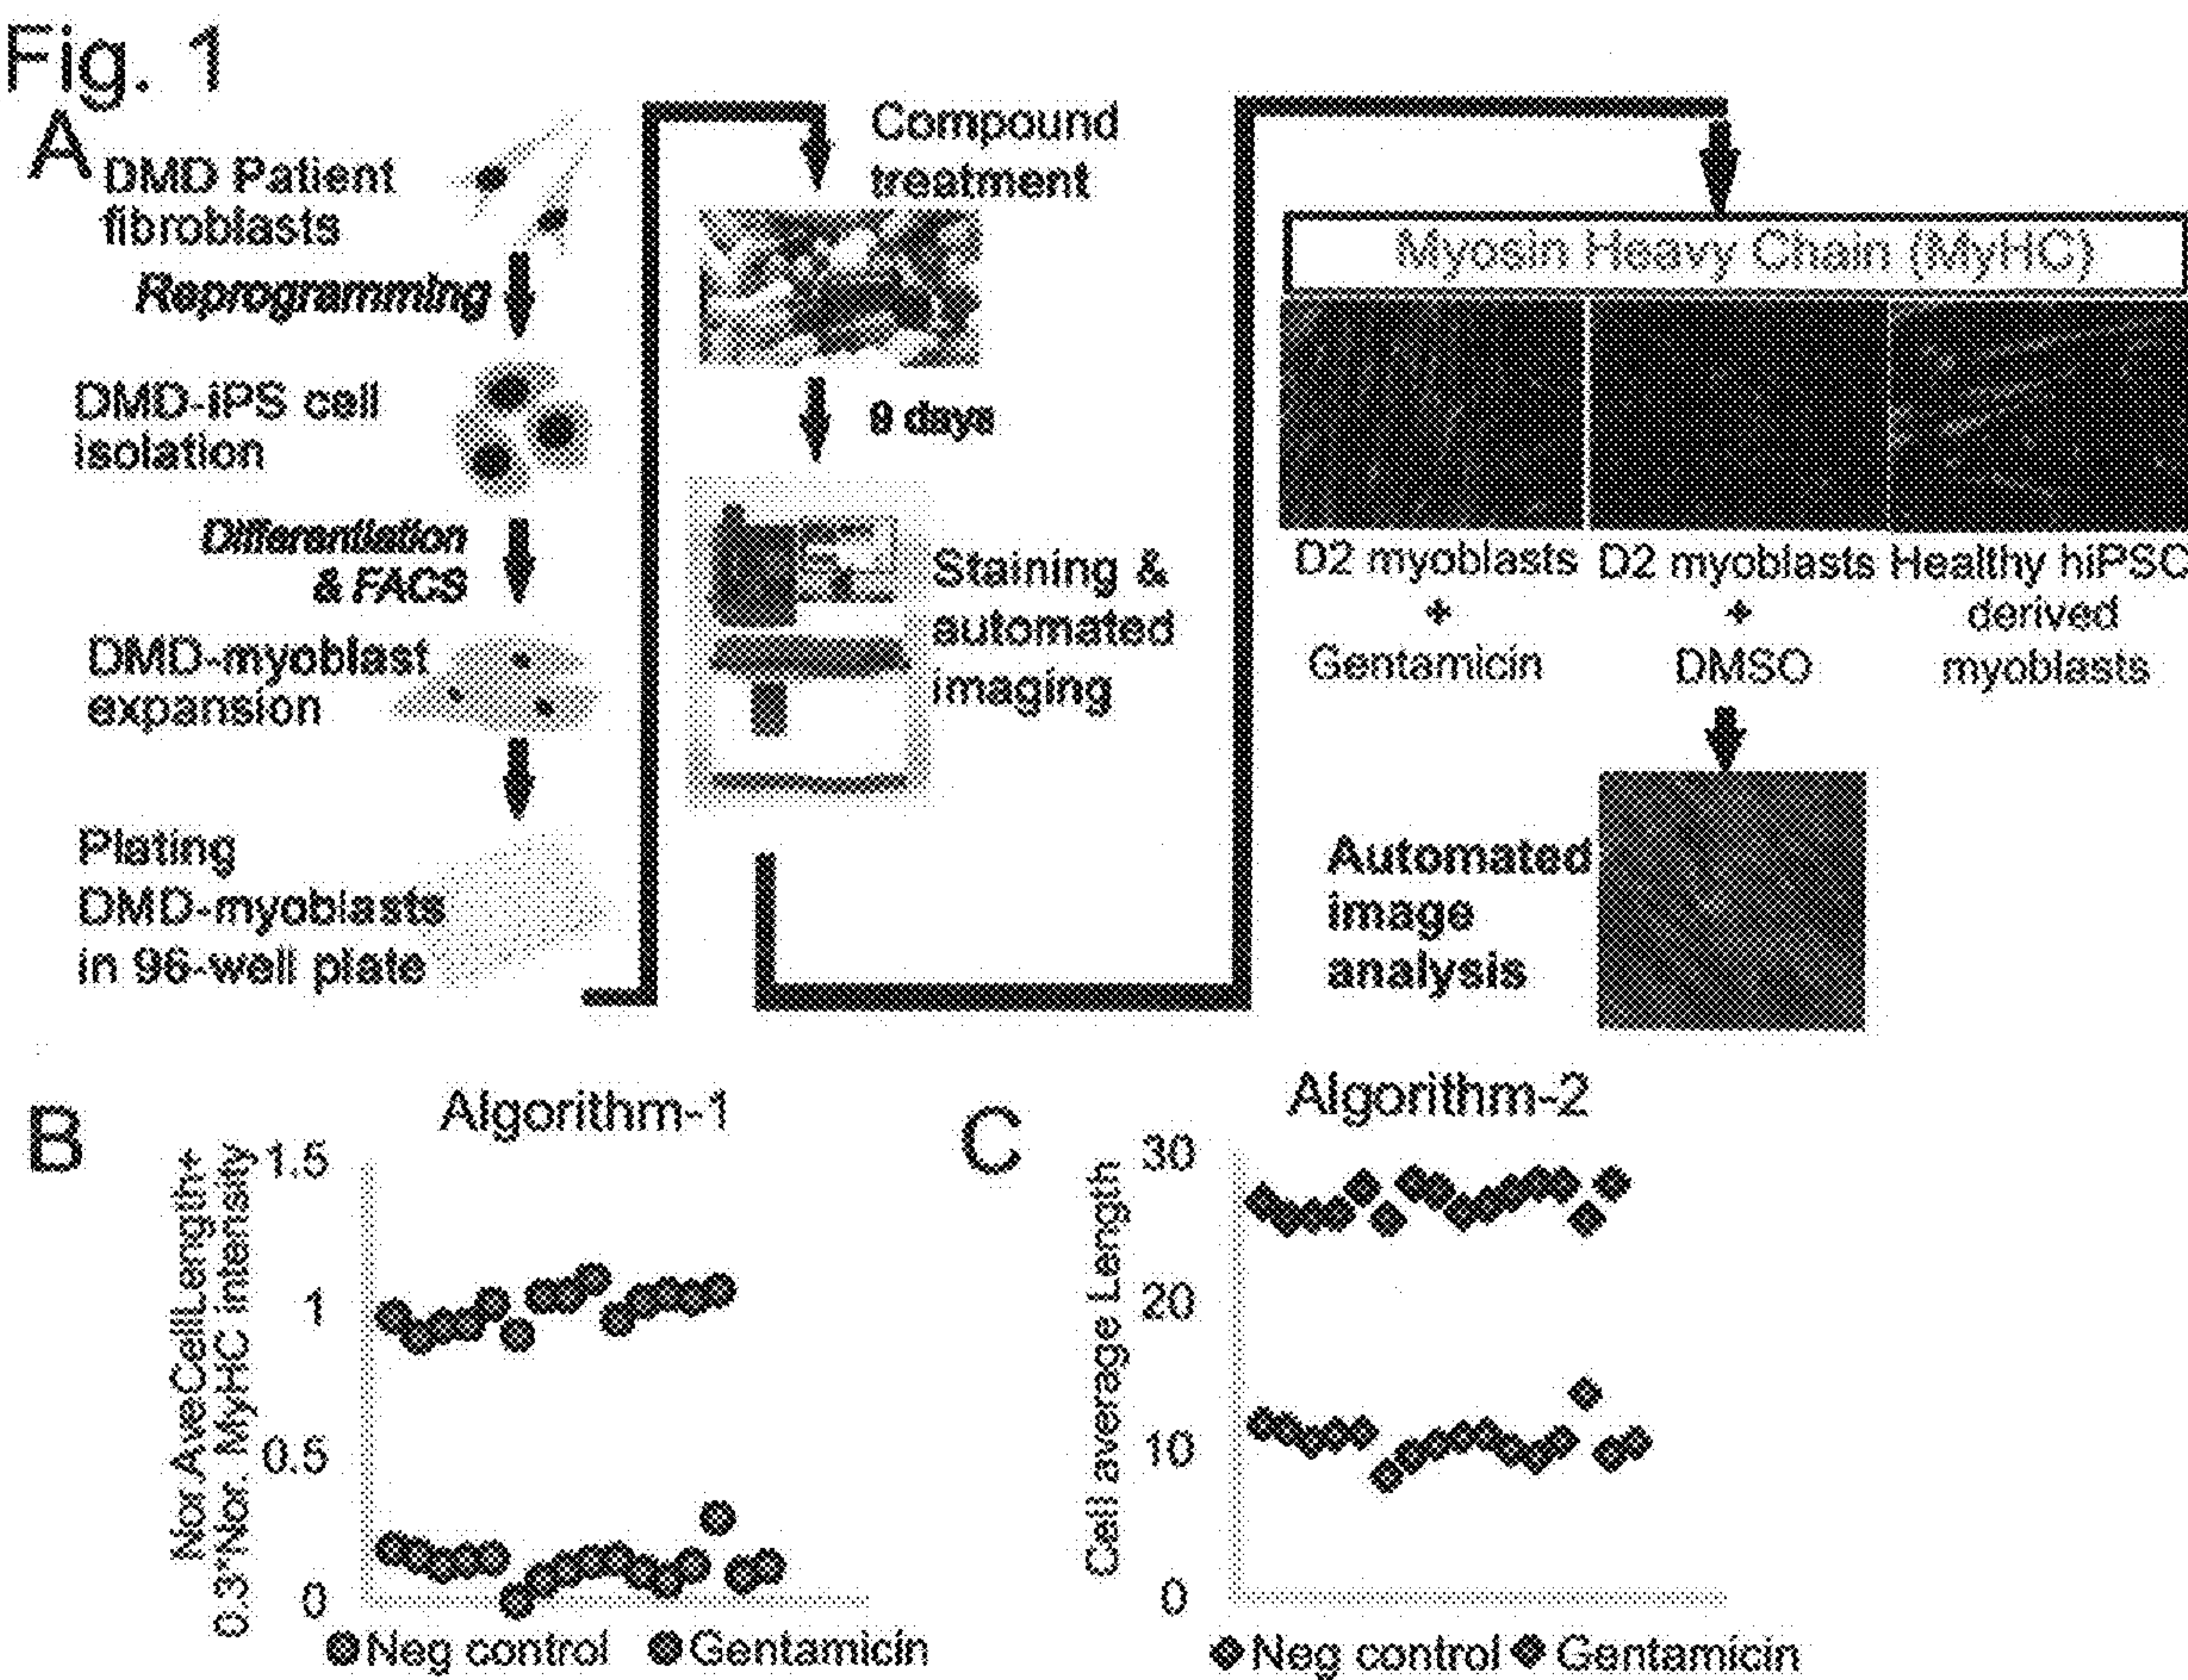 Fig. 1
A
DMD Patient
fibroblasts
Reprogramming
DMD-iPS cell
isolation
Differentiation
& FACS
DMD-myoblast
expansion
Plating
DMD-myoblasts
in 96-well plate
Compound
treatment
9 days
Staining &
automated
imaging
Myosin Heavy Chain (MyHC)
D2 myoblasts
+
Gentamicin
D2 myoblasts
+
DMSO
Healthy hiPSC
derived
myoblasts
Automated
image
analysis
B
Algorithm-1
Nor.AveCellLength+
0.3*Nor. MyHC intensity
1.5
1
0.5
0
Neg control
Gentamicin
C
Algorithm-2
Cell average Length
30
20
10
0
Neg control
Gentamicin